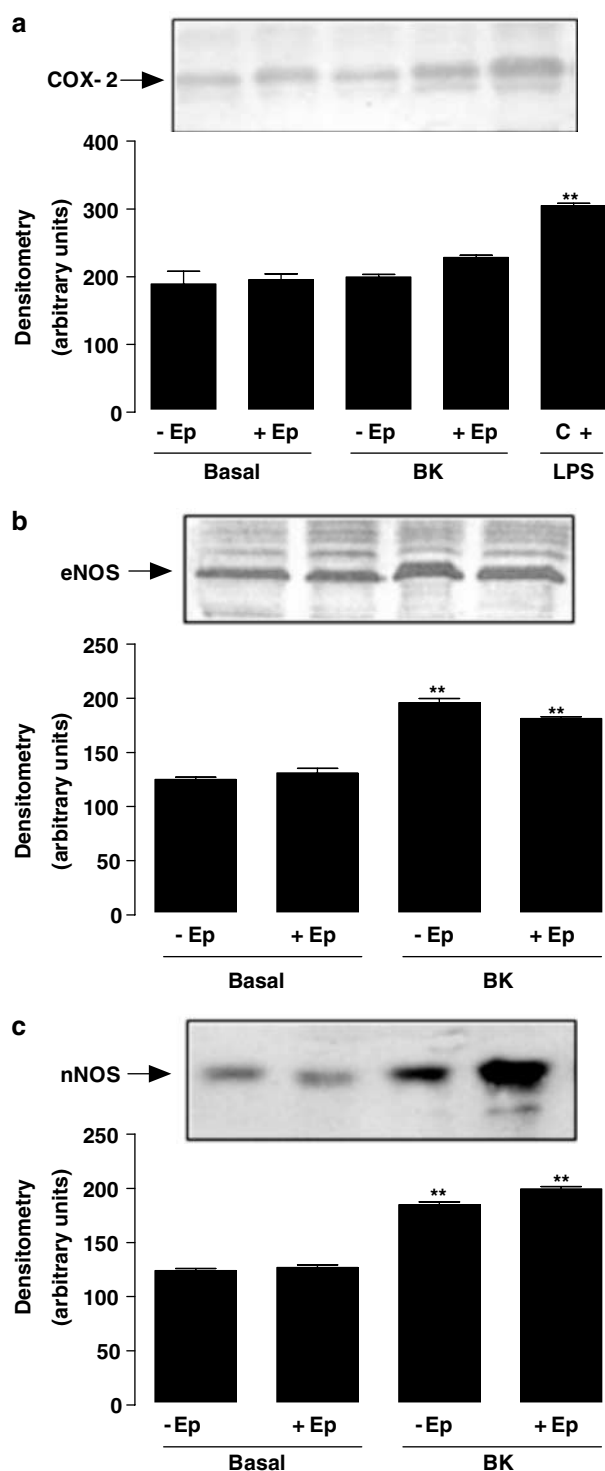 a
COX- 2
Densitometry
(arbitrary units)
400
300
200
100
0
**
- Ep + Ep - Ep + Ep C +
Basal BK LPS
b
eNOS
Densitometry
(arbitrary units)
250
200
150
100
50
0
** **
- Ep + Ep - Ep + Ep
Basal BK
c
nNOS
Densitometry
(arbitrary units)
250
200
150
100
50
0
** **
- Ep + Ep - Ep + Ep
Basal BK